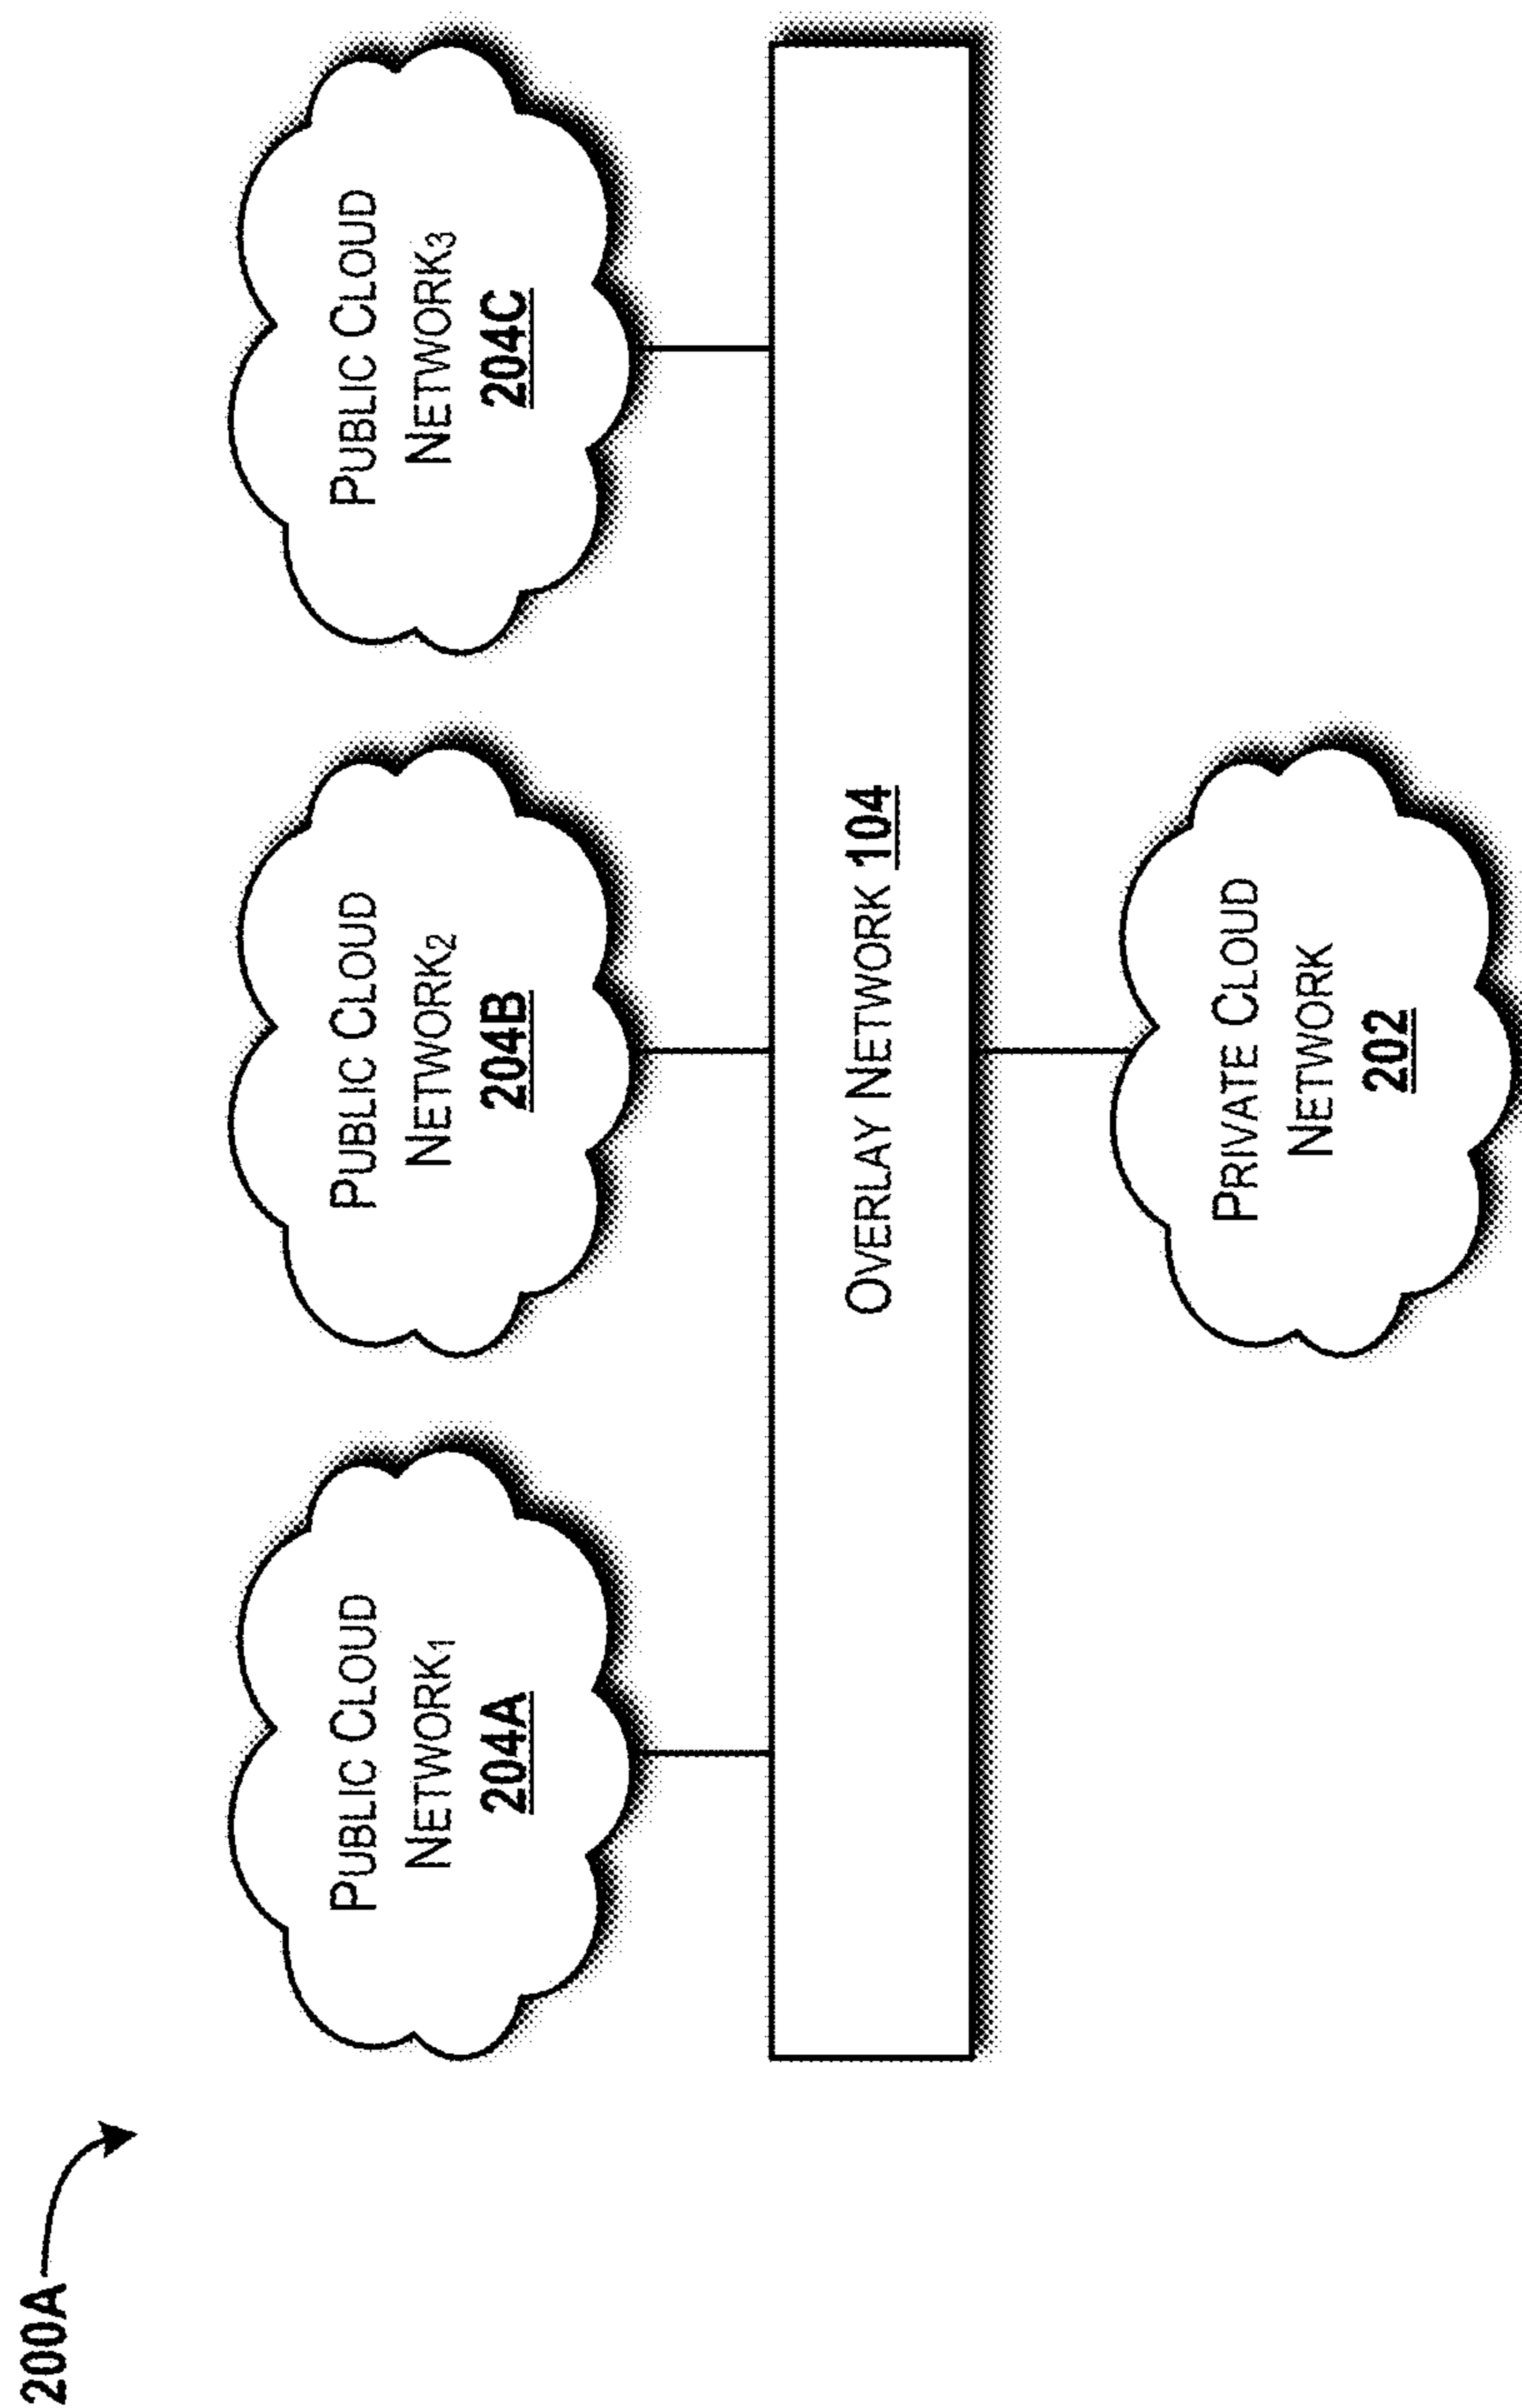 200A
PUBLIC CLOUD
NETWORK₁
204A
PUBLIC CLOUD
NETWORK₂
204B
PUBLIC CLOUD
NETWORK₃
204C
OVERLAY NETWORK 104
PRIVATE CLOUD
NETWORK
202